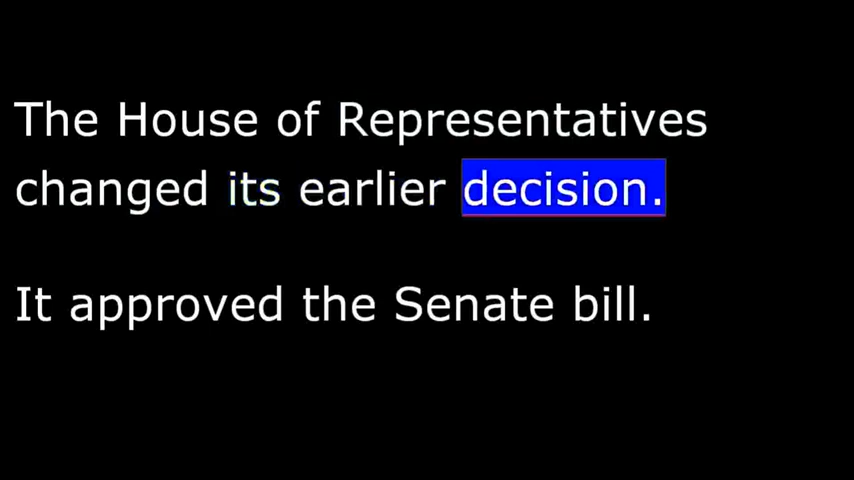 The House of Representatives
changed its earlier decision.
It approved the Senate bill.